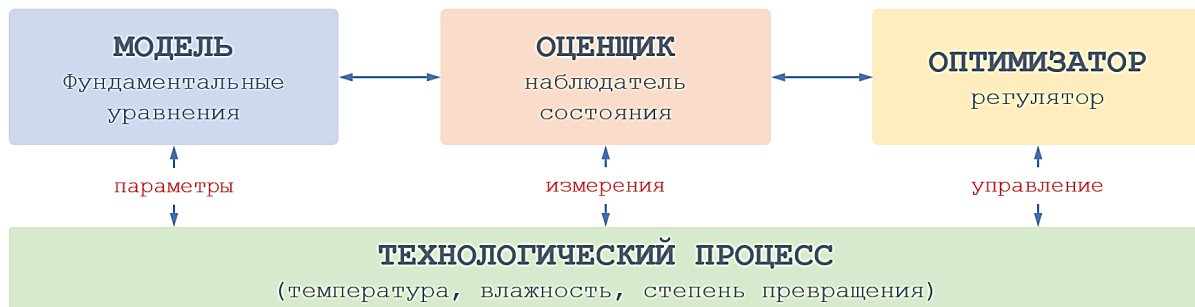 МОДЕЛЬ
Фундаментальные
уравнения
ОЦЕНЩИК
наблюдатель
состояния
ОПТИМИЗАТОР
регулятор
параметры
измерения
управление
ТЕХНОЛОГИЧЕСКИЙ ПРОЦЕСС
(температура, влажность, степень превращения)